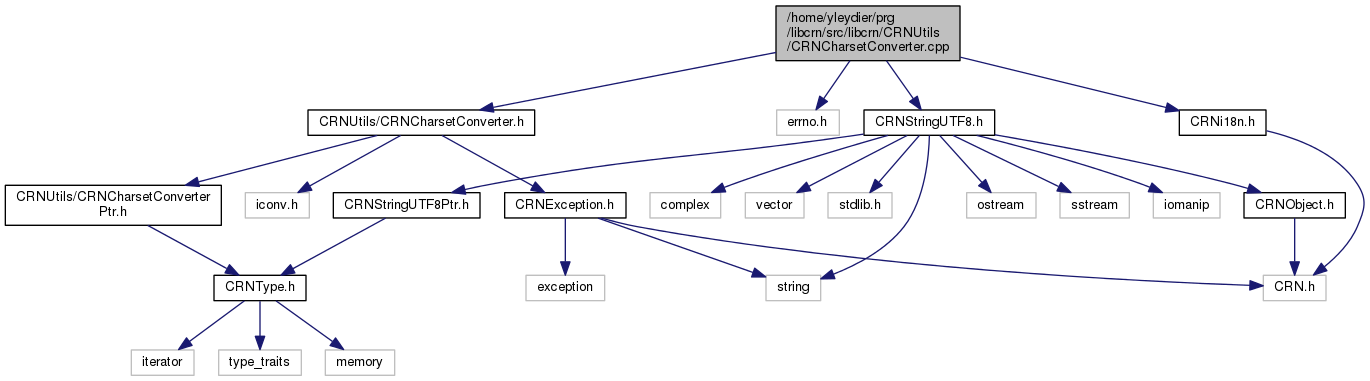 /home/yleydier/prg
/libcrn/src/libcrn/CRNUtils
/CRNCharsetConverter.cpp
CRNUtils/CRNCharsetConverter.h
errno.h
CRNStringUTF8.h
CRNi18n.h
CRNUtils/CRNCharsetConverter
Ptr.h
iconv.h
CRNStringUTF8Ptr.h
CRNException.h
complex
vector
stdlib.h
ostream
sstream
iomanip
CRNObject.h
CRNType.h
exception
string
CRN.h
iterator
type_traits
memory